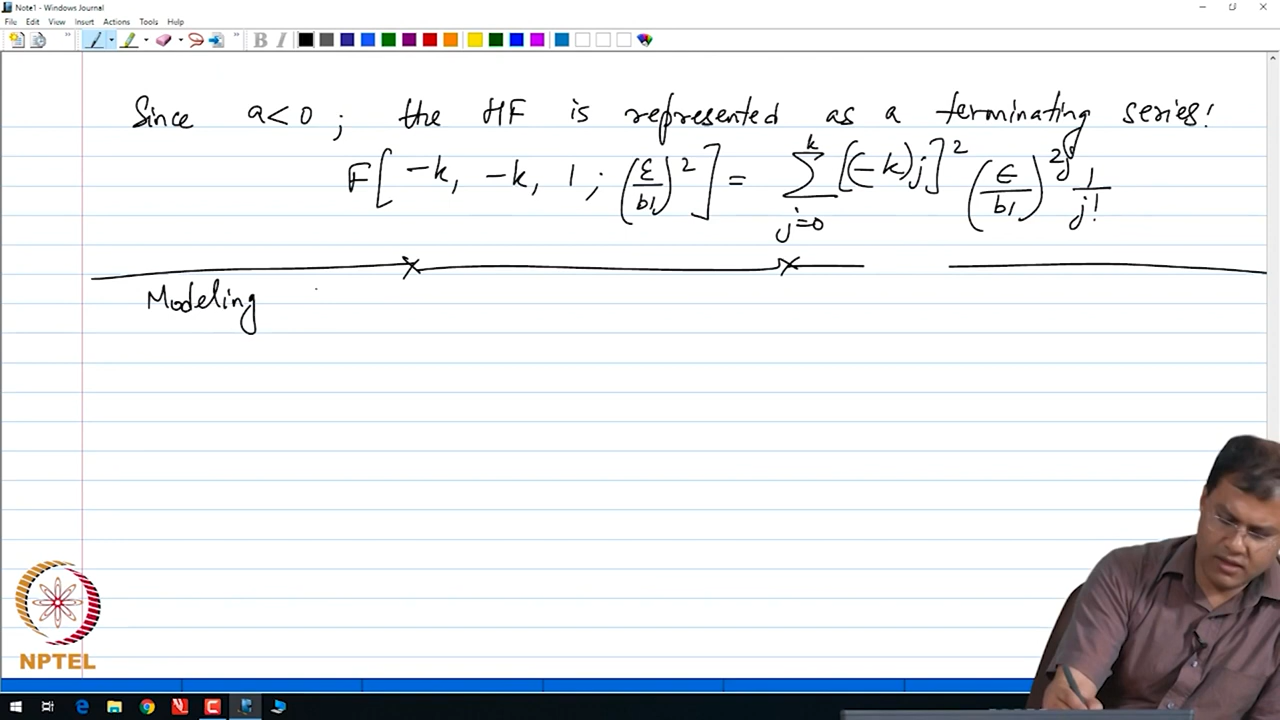 Note1 - Windows Journal
File Edit View Insert Actions Tools Help
B I
Since a<0 ; the HF is represented as a terminating series!
F[-k, -k, 1 ; (ε/b₁)²] = ∑_{j=0}^{k} [(-k)j]² (ε/b₁)^{2j} 1/j!
Modeling
NPTEL